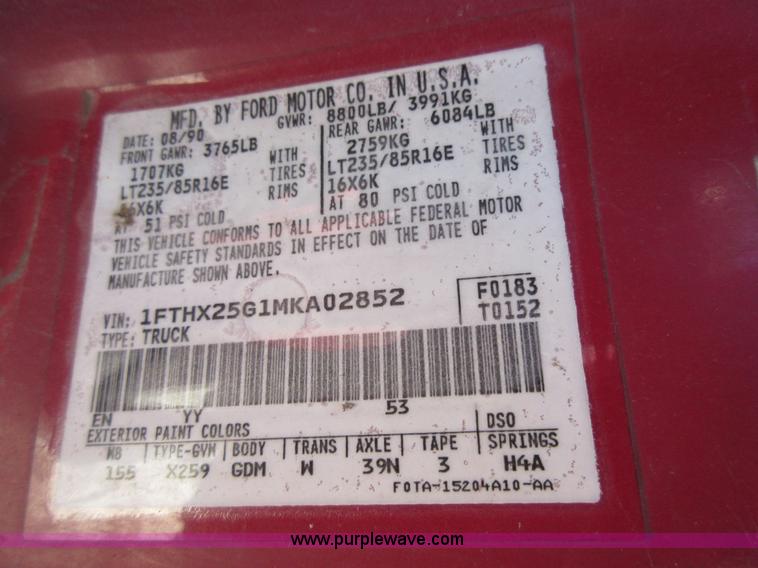 MFD. BY FORD MOTOR CO. IN U.S.A.
DATE: 08/90 GVWR: 8800LB/ 3991KG
FRONT GAWR: 3765LB REAR GAWR: 6084LB
1707KG WITH 2759KG WITH
LT235/85R16E TIRES LT235/85R16E TIRES
16X6K RIMS 16X6K RIMS
AT 51 PSI COLD AT 80 PSI COLD
THIS VEHICLE CONFORMS TO ALL APPLICABLE FEDERAL MOTOR
VEHICLE SAFETY STANDARDS IN EFFECT ON THE DATE OF
MANUFACTURE SHOWN ABOVE.
VIN: 1FTHX25G1MKA02852 F0183
TYPE: TRUCK T0152
EN YY 53
EXTERIOR PAINT COLORS DSO
WB TYPE-GVW BODY TRANS AXLE TAPE SPRINGS
155 X259 GDM W 39N 3 H4A
F0TA-15204A10-AA
www.purplewave.com